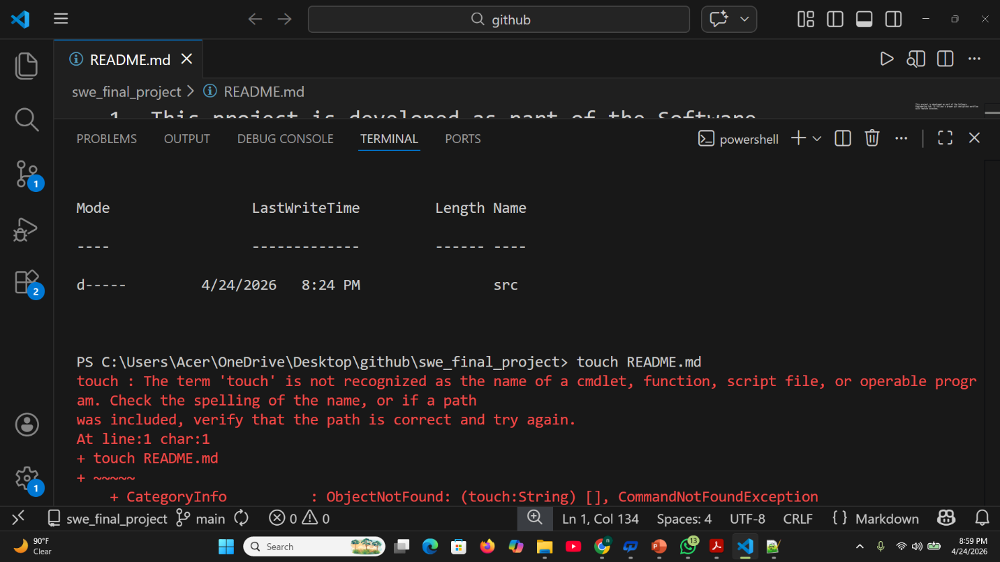 github
README.md
swe_final_project > README.md
1 This project is developed as part of the Software
PROBLEMS OUTPUT DEBUG CONSOLE TERMINAL PORTS
powershell
Mode LastWriteTime Length Name
---- ------------- ------ ----
d----- 4/24/2026 8:24 PM src
PS C:\Users\Acer\OneDrive\Desktop\github\swe_final_project> touch README.md
touch : The term 'touch' is not recognized as the name of a cmdlet, function, script file, or operable progr
am. Check the spelling of the name, or if a path
was included, verify that the path is correct and try again.
At line:1 char:1
+ touch README.md
+ ~~~~~
+ CategoryInfo : ObjectNotFound: (touch:String) [], CommandNotFoundException
1
2
1
swe_final_project main 0 0 Ln 1, Col 134 Spaces: 4 UTF-8 CRLF {} Markdown
90°F
Clear
Search
n
13
8:59 PM
4/24/2026